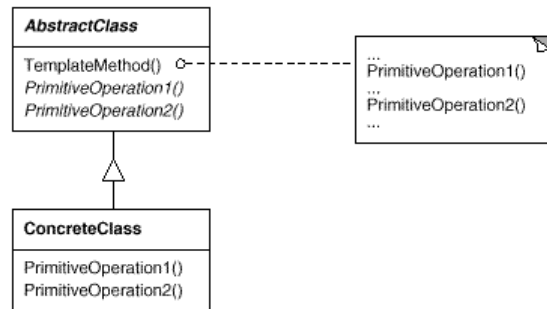 AbstractClass
TemplateMethod()
PrimitiveOperation1()
PrimitiveOperation2()
...
PrimitiveOperation1()
...
PrimitiveOperation2()
...
ConcreteClass
PrimitiveOperation1()
PrimitiveOperation2()